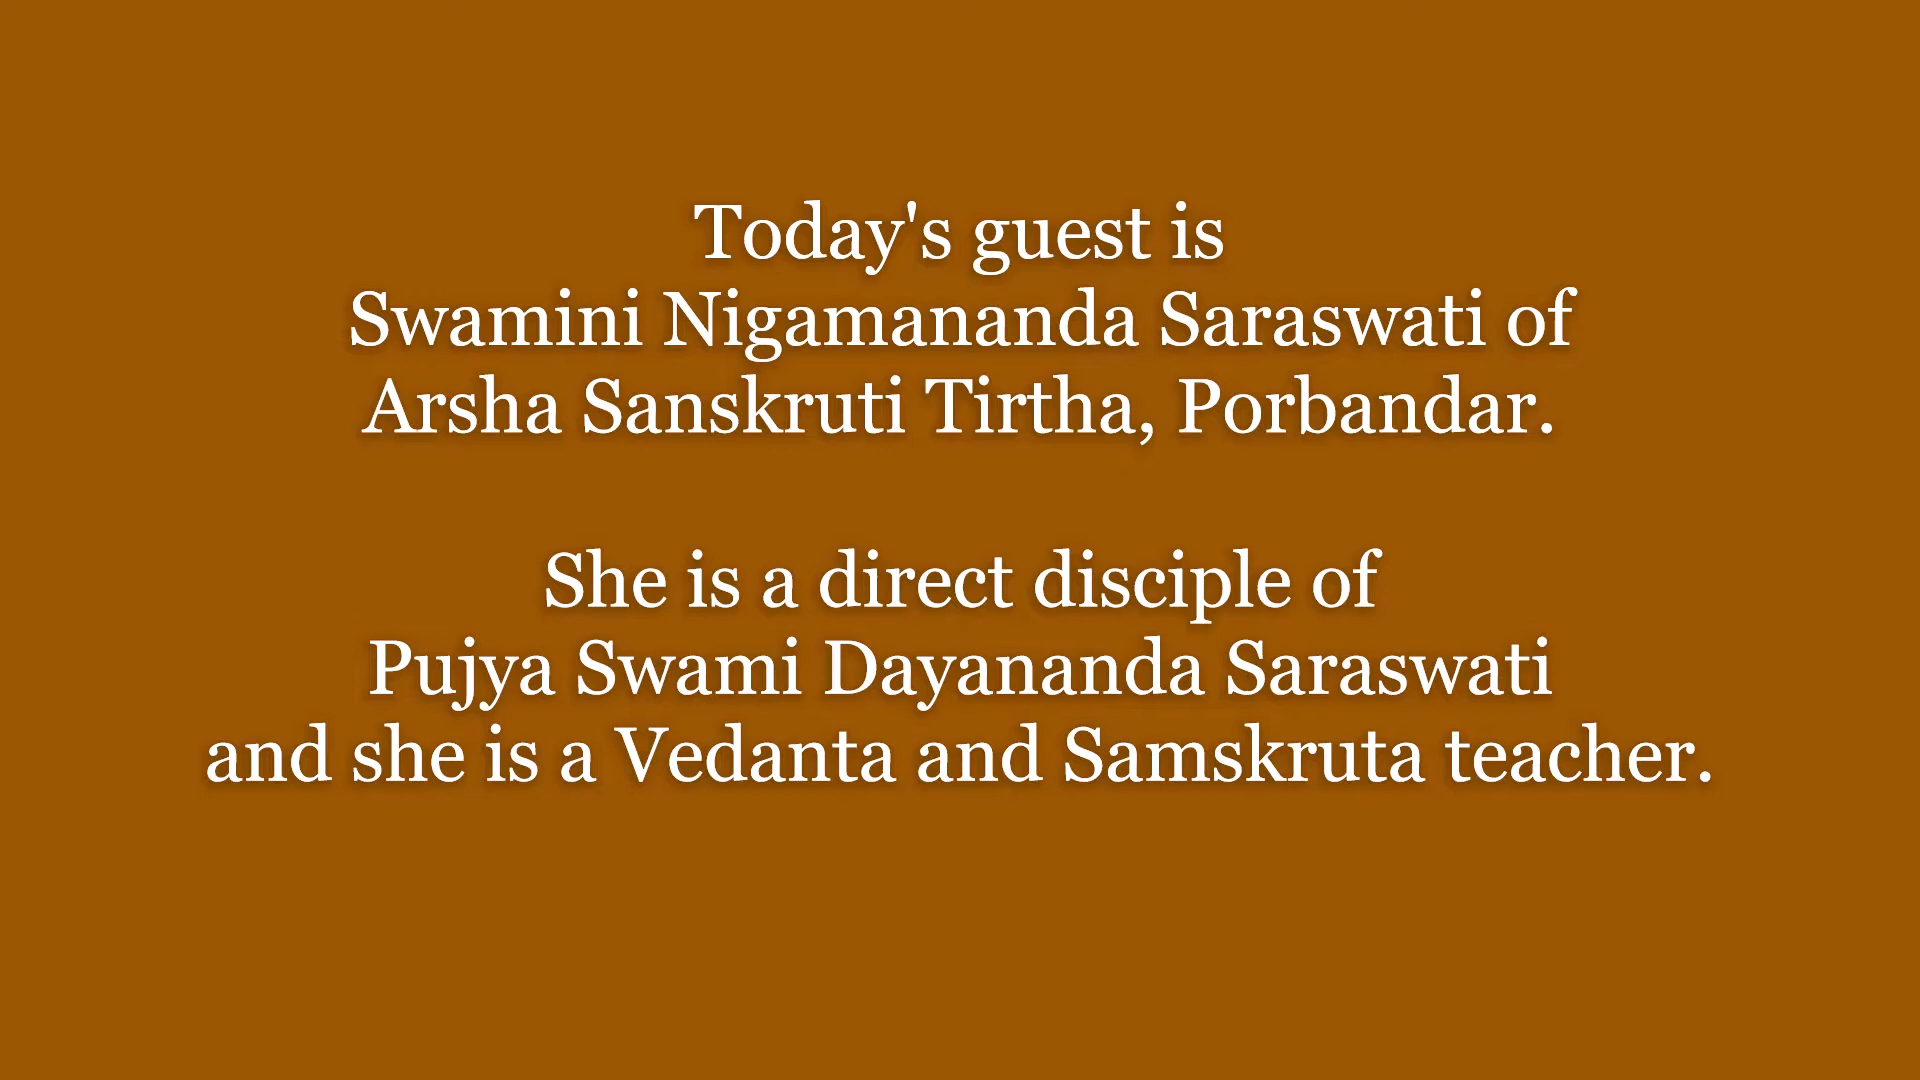 Today's guest is
Swamini Nigamananda Saraswati of
Arsha Sanskruti Tirtha, Porbandar.
She is a direct disciple of
Pujya Swami Dayananda Saraswati
and she is a Vedanta and Samskruta teacher.